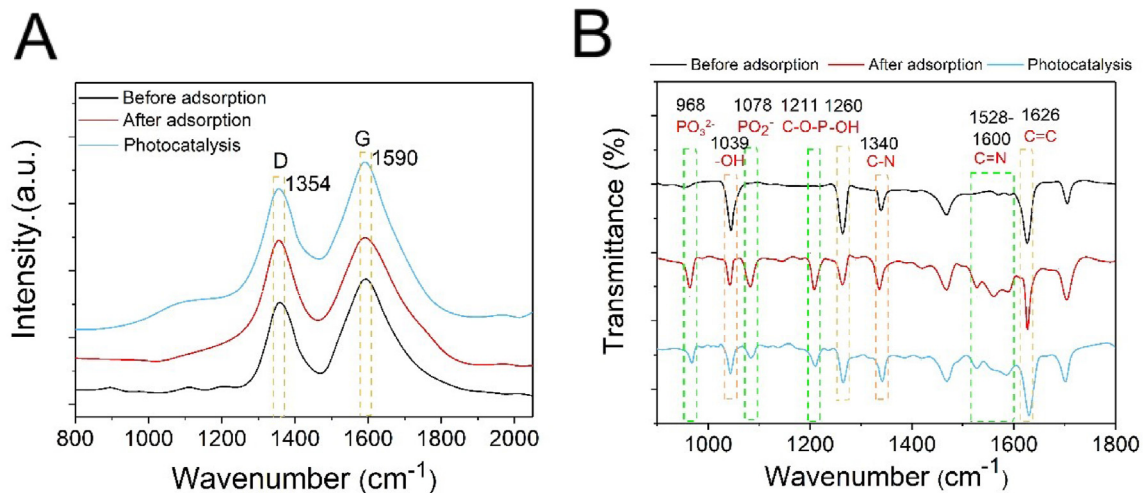 A
Before adsorption
After adsorption
Photocatalysis
D
1354
G
1590
Intensity.(a.u.)
800 1000 1200 1400 1600 1800 2000
Wavenumber (cm-1)
B
Before adsorption After adsorption Photocatalysis
968
PO₃²⁻
1039
-OH
1078
PO₂⁻
1211
C-O-P
1260
-OH
1340
C-N
1528-
1600
C=N
1626
C=C
Transmittance (%)
1000 1200 1400 1600 1800
Wavenumber (cm-1)